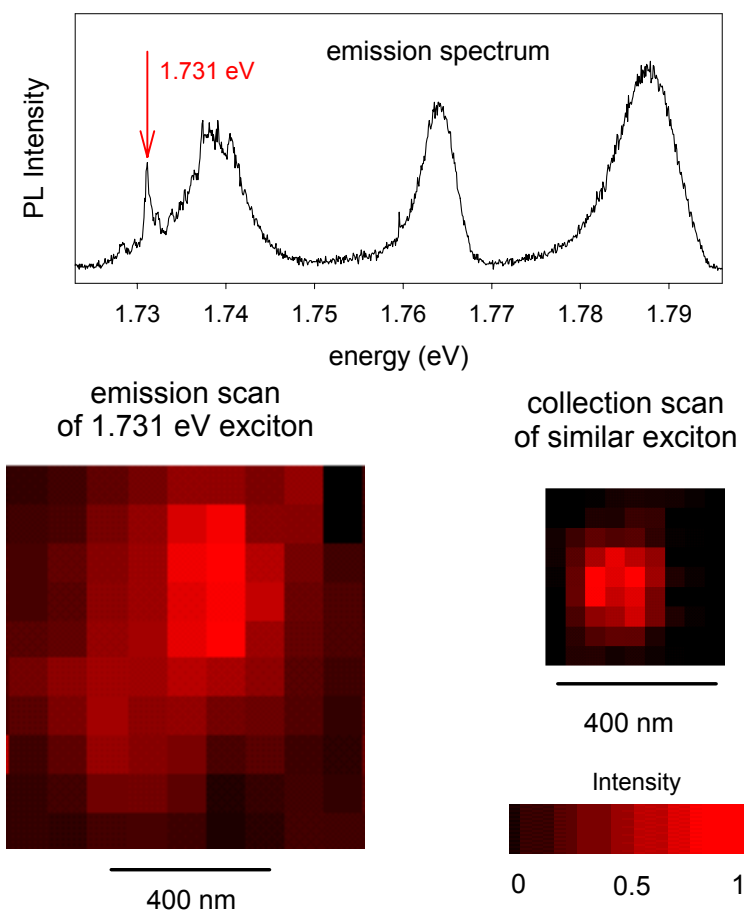 emission spectrum
1.731 eV
PL Intensity
1.73 1.74 1.75 1.76 1.77 1.78 1.79
energy (eV)
emission scan
of 1.731 eV exciton
collection scan
of similar exciton
400 nm
400 nm
Intensity
0 0.5 1